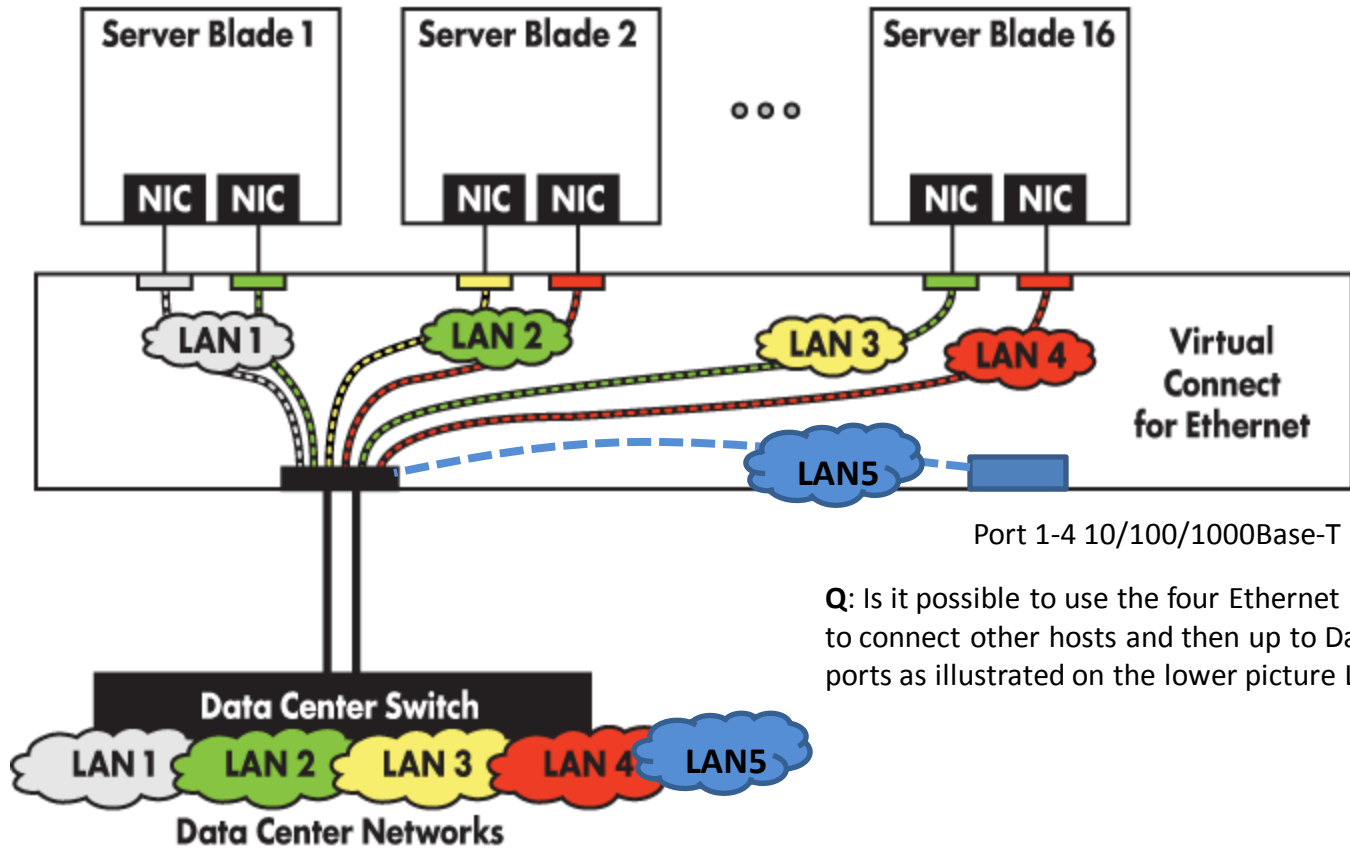 Server Blade 1
Server Blade 2
Server Blade 16
NIC NIC
NIC NIC
NIC NIC
LAN 1
LAN 2
LAN 3
LAN 4
Virtual
Connect
for Ethernet
LAN5
Port 1-4 10/100/1000Base-T
Q: Is it possible to use the four Ethernet
to connect other hosts and then up to
ports as illustrated on the lower picture
Data Center Switch
LAN 1
LAN 2
LAN 3
LAN 4
LAN5
Data Center Networks